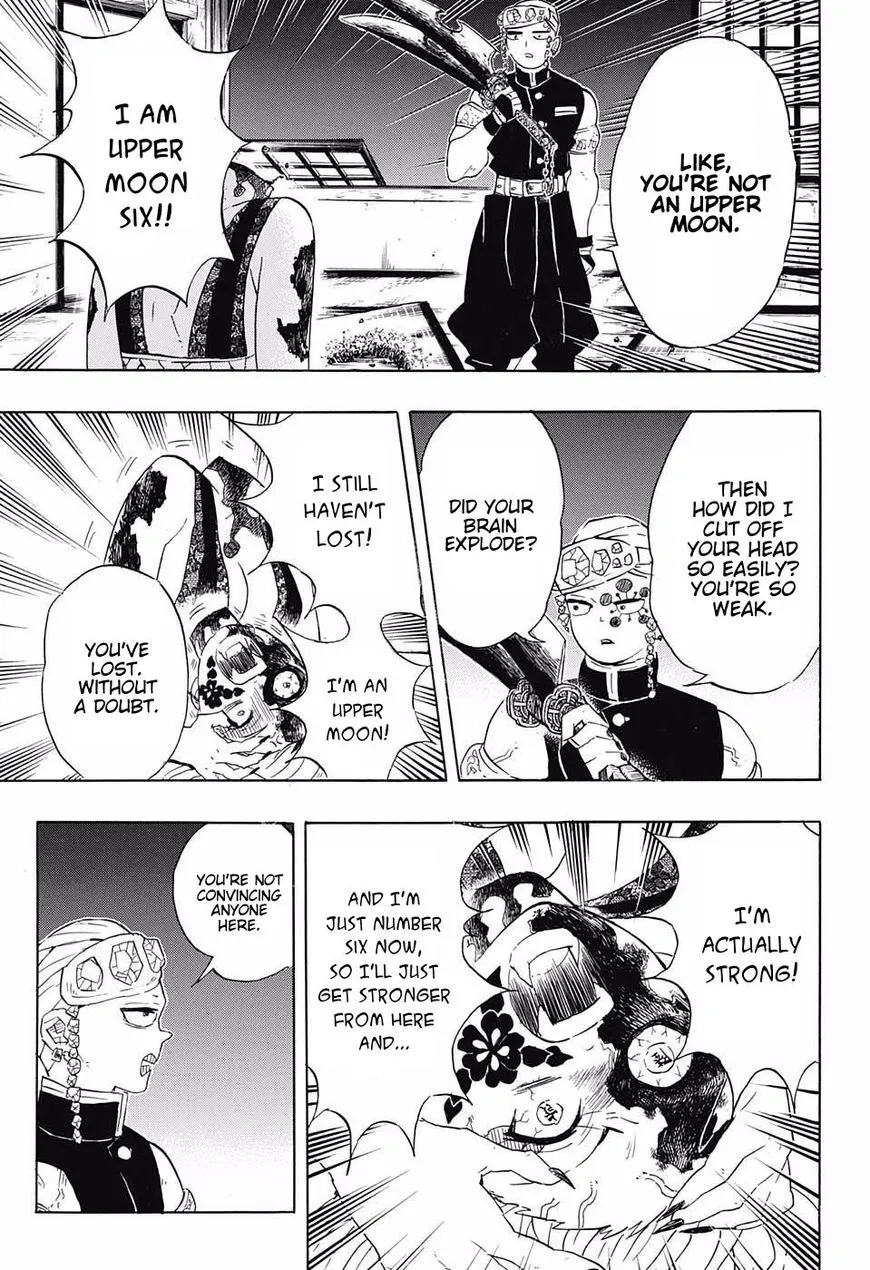 LIKE,
YOU'RE NOT
AN UPPER
MOON.
I AM
UPPER
MOON
SIX!!
THEN
HOW DID I
CUT OFF
YOUR HEAD
SO EASILY?
YOU'RE SO
WEAK.
DID YOUR
BRAIN
EXPLODE?
I STILL
HAVEN'T
LOST!
I'M AN
UPPER
MOON!
YOU'VE
LOST.
WITHOUT
A DOUBT.
I'M
ACTUALLY
STRONG!
AND I'M
JUST NUMBER
SIX NOW,
SO I'LL JUST
GET STRONGER
FROM HERE
AND...
YOU'RE NOT
CONVINCING
ANYONE
HERE.